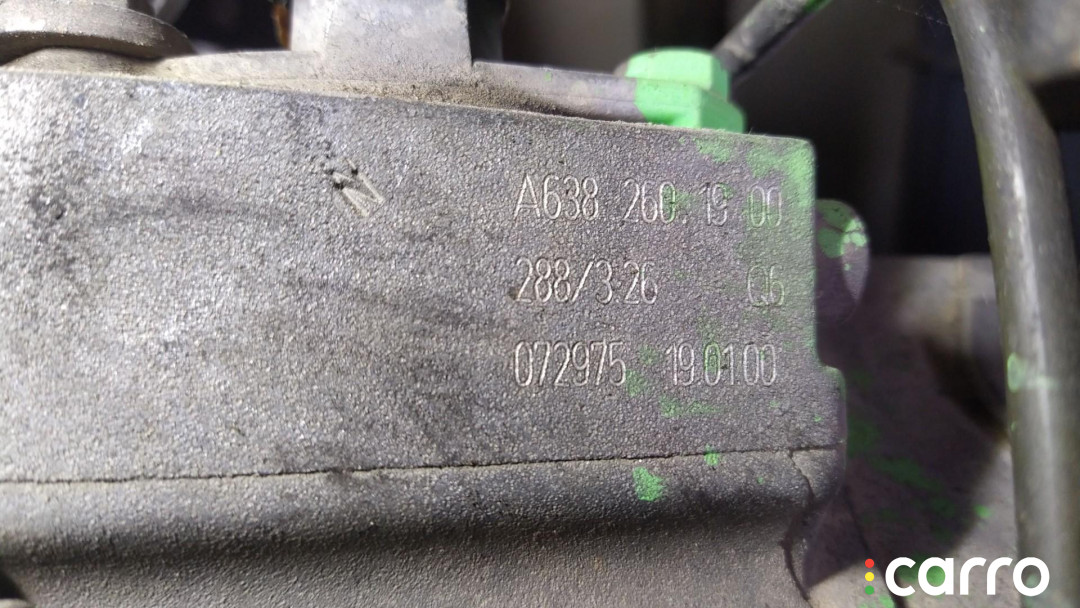 N
A638 260 19 00
288/3.26 Q6
072975 19.01.00
carro